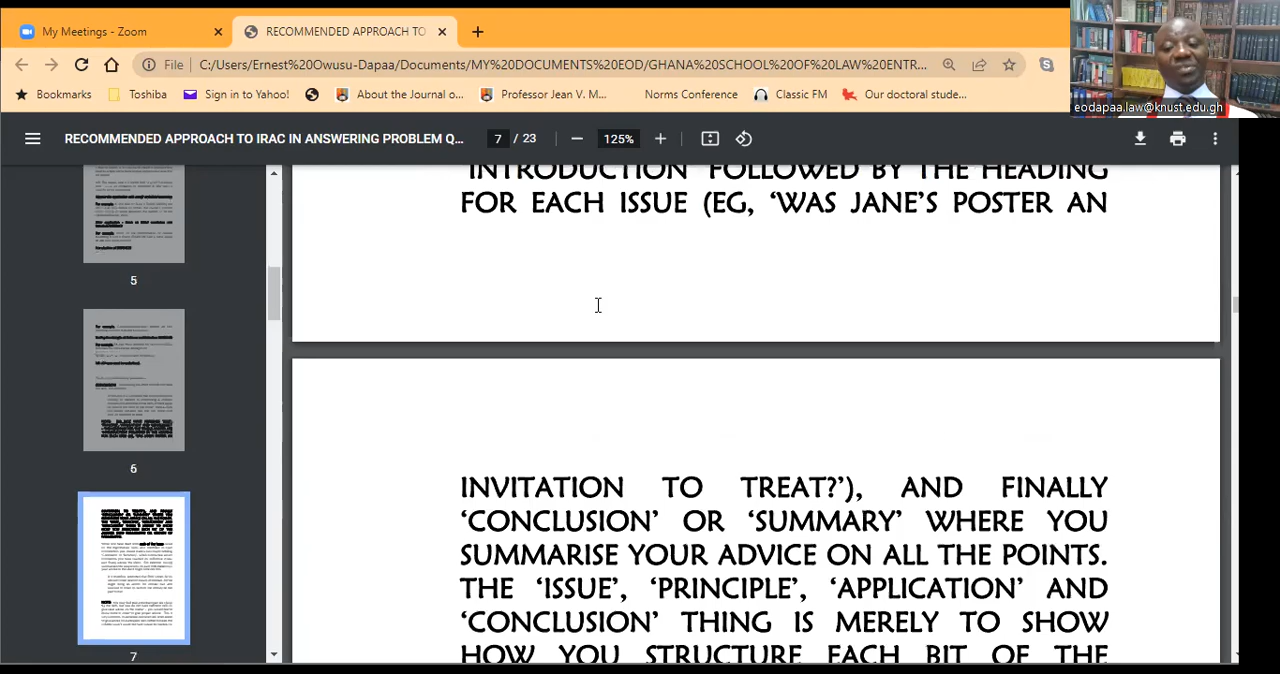 My Meetings - Zoom
RECOMMENDED APPROACH TO
File
C:/Users/Ernest%20Owusu-Dapaa/Documents/MY%20DOCUMENTS%20EOD/GHANA%20SCHOOL%20OF%20LAW%20ENTR...
Bookmarks
Toshiba
Sign in to Yahoo!
About the Journal o...
Professor Jean V. M...
Norms Conference
Classic FM
Our doctoral stude...
eodapaa.law@knust.edu.gh
RECOMMENDED APPROACH TO IRAC IN ANSWERING PROBLEM Q...
7 / 23
125%
5
6
7
'INTRODUCTION' FOLLOWED BY THE HEADING
FOR EACH ISSUE (EG, 'WAS JANE'S POSTER AN
INVITATION TO TREAT?'), AND FINALLY
'CONCLUSION' OR 'SUMMARY' WHERE YOU
SUMMARISE YOUR ADVICE ON ALL THE POINTS.
THE 'ISSUE', 'PRINCIPLE' 'APPLICATION' AND
'CONCLUSION' THING IS MERELY TO SHOW
HOW YOU STRUCTURE EACH BIT OF THE